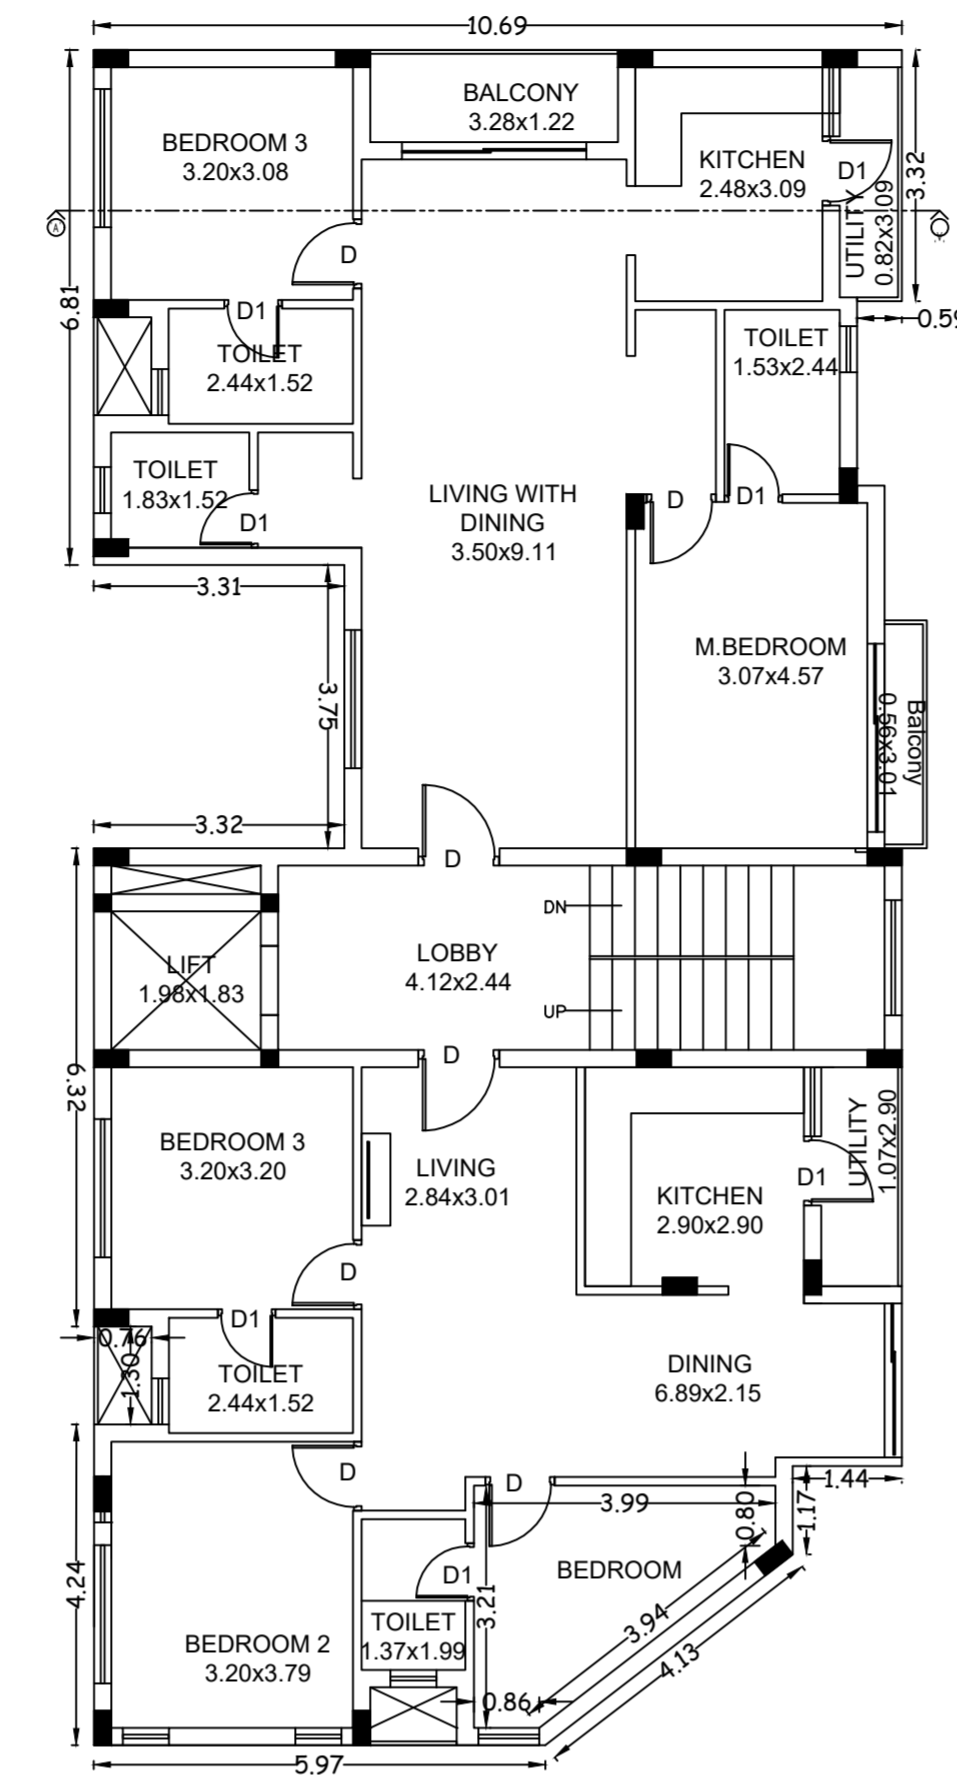 10.69
BALCONY
3.28x1.22
BEDROOM 3
3.20x3.08
KITCHEN
2.48x3.09
D1
3.32
UTILITY
0.82x3.09
A
D
6.81
D1
TOILET
2.44x1.52
TOILET
1.53x2.44
TOILET
1.83x1.52
D1
LIVING WITH
DINING
3.50x9.11
D
D1
3.31
3.75
M.BEDROOM
3.07x4.57
Balcony
0.56x3.01
3.32
D
DN
LOBBY
4.12x2.44
LIFT
1.98x1.83
UP
D
6.32
BEDROOM 3
3.20x3.20
LIVING
2.84x3.01
KITCHEN
2.90x2.90
D1
UTILITY
1.07x2.90
D
D1
0.76
1.30
TOILET
2.44x1.52
DINING
6.89x2.15
D
D
3.99
0.80
1.17
1.44
4.24
D1
3.21
BEDROOM
3.94
4.13
TOILET
1.37x1.99
BEDROOM 2
3.20x3.79
0.86
5.97